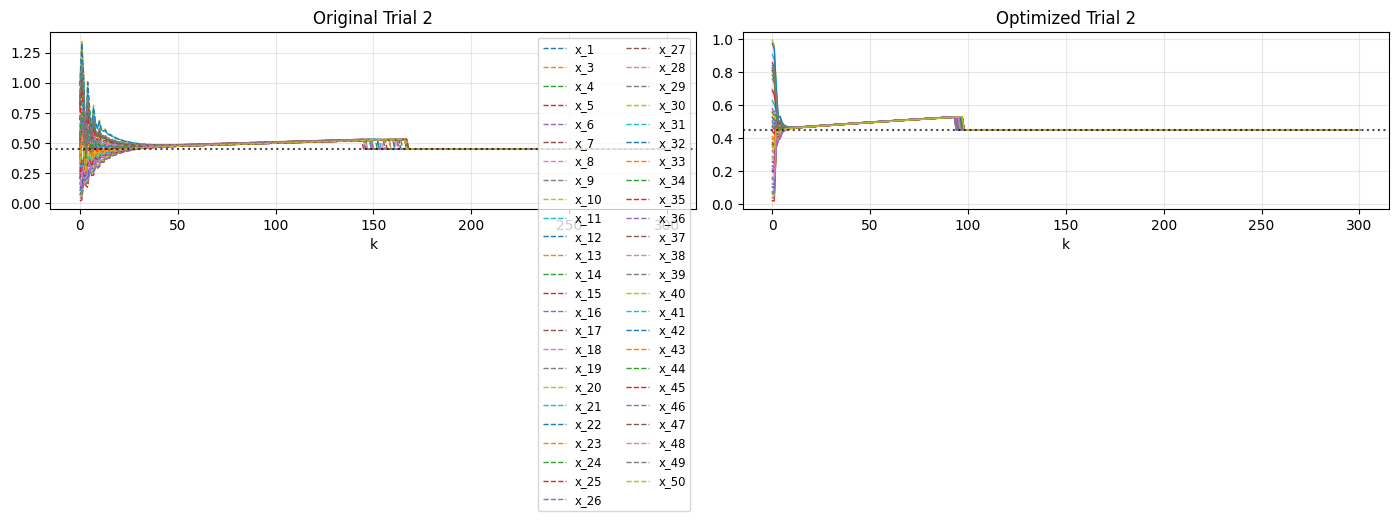 Original Trial 2
1.25
1.00
0.75
0.50
0.25
0.00
0
50
100
150
200
250
300
k
x_1
x_3
x_4
x_5
x_6
x_7
x_8
x_9
x_10
x_11
x_12
x_13
x_14
x_15
x_16
x_17
x_18
x_19
x_20
x_21
x_22
x_23
x_24
x_25
x_26
x_27
x_28
x_29
x_30
x_31
x_32
x_33
x_34
x_35
x_36
x_37
x_38
x_39
x_40
x_41
x_42
x_43
x_44
x_45
x_46
x_47
x_48
x_49
x_50
Optimized Trial 2
1.0
0.8
0.6
0.4
0.2
0.0
0
50
100
150
200
250
300
k